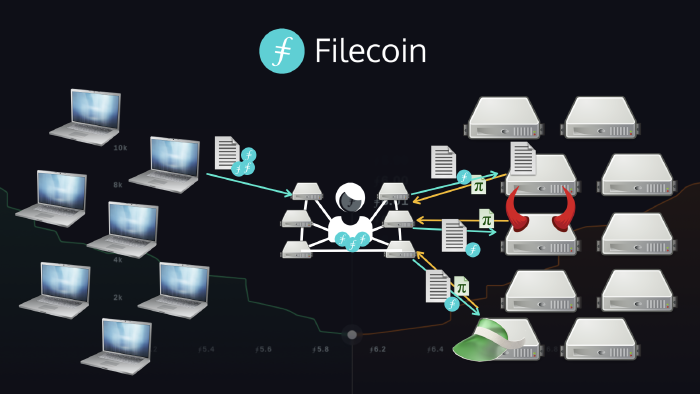 Filecoin
10k
8k
π
π
4k
π
2k
ƒ5.4 ƒ5.6 ƒ5.8 ƒ6.2 ƒ6.4